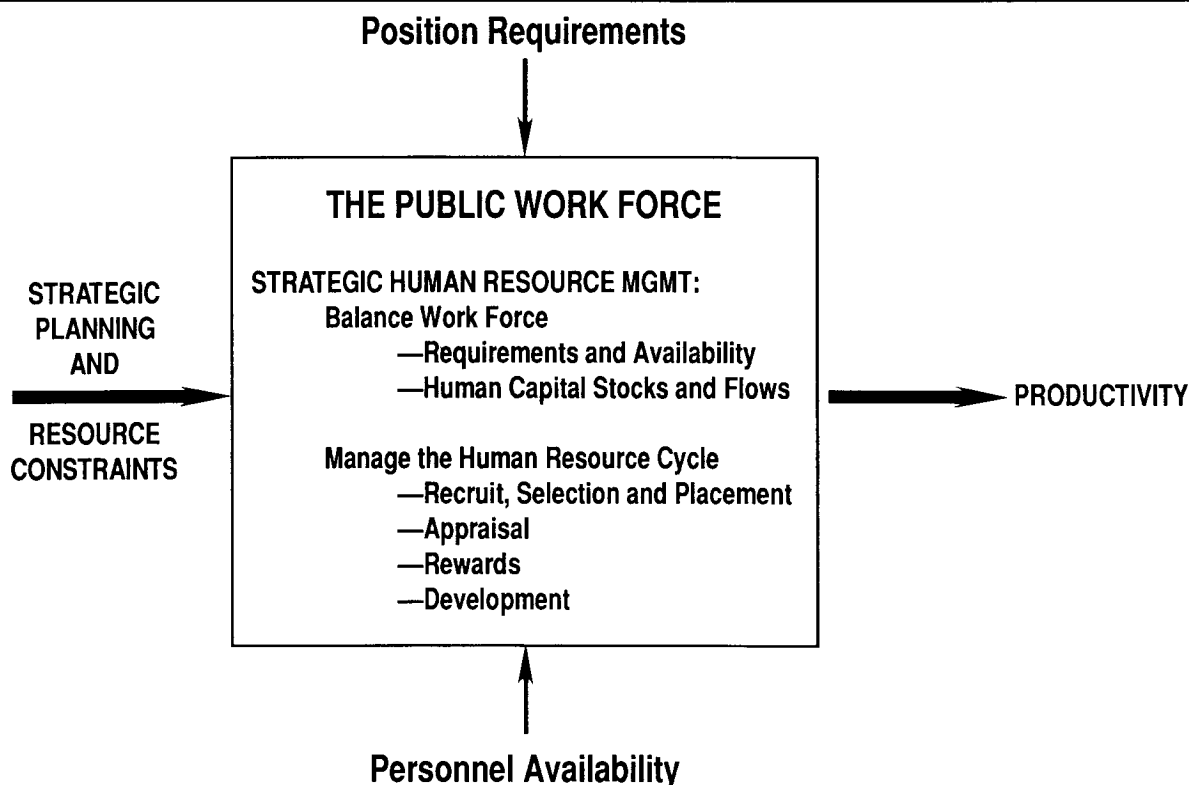 Position Requirements
THE PUBLIC WORK FORCE
STRATEGIC HUMAN RESOURCE MGMT:
Balance Work Force
—Requirements and Availability
—Human Capital Stocks and Flows
Manage the Human Resource Cycle
—Recruit, Selection and Placement
—Appraisal
—Rewards
—Development
STRATEGIC
PLANNING
AND
RESOURCE
CONSTRAINTS
PRODUCTIVITY
Personnel Availability